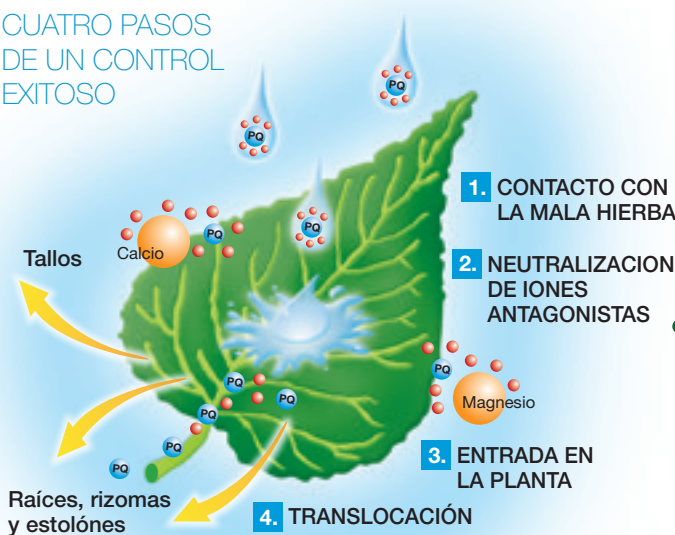 CUATRO PASOS
DE UN CONTROL
EXITOSO
PQ
PQ
PQ
1. CONTACTO CON
LA MALA HIERBA
Calcio
PQ
Tallos
2. NEUTRALIZACION
DE IONES
ANTAGONISTAS
PQ
Magnesio
PQ
PQ
PQ
PQ
PQ
3. ENTRADA EN
LA PLANTA
Raíces, rizomas
y estolónes
4. TRANSLOCACIÓN